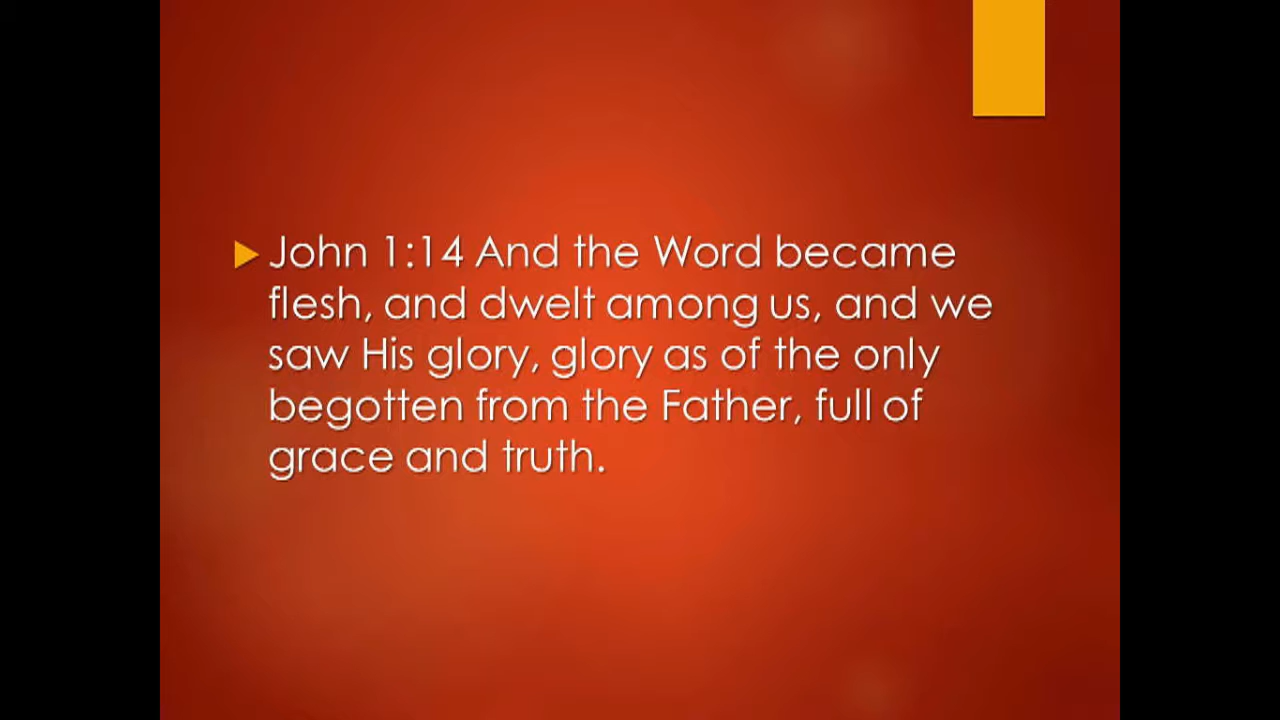 John 1:14 And the Word became
flesh, and dwelt among us, and we
saw His glory, glory as of the only
begotten from the Father, full of
grace and truth.